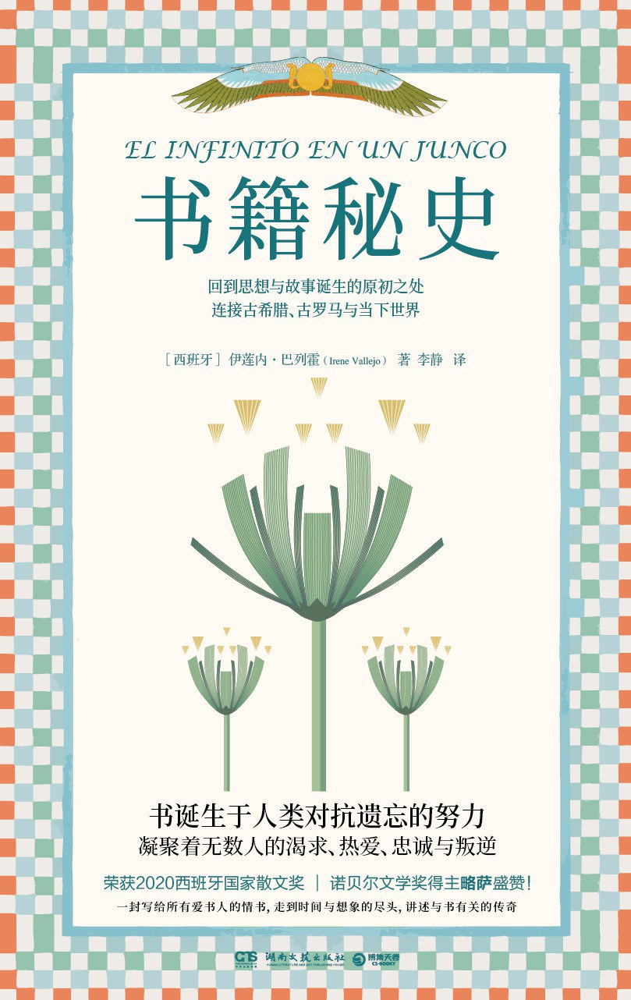 EL INFINITO EN UN JUNCO
书籍秘史
回到思想与故事诞生的原初之处
连接古希腊、古罗马与当下世界
［西班牙］伊莲内·巴列霍（Irene Vallejo） 著 李静 译
书诞生于人类对抗遗忘的努力
凝聚着无数人的渴求、热爱、忠诚与叛逆
荣获2020西班牙国家散文奖｜诺贝尔文学奖得主略萨盛赞！
一封写给所有爱书人的情书，走到时间与想象的尽头，讲述与书有关的传奇
湖南文艺出版社 博集天卷
HUNAN LITERATURE AND ART PUBLISHING HOUSE CS-BOOKY